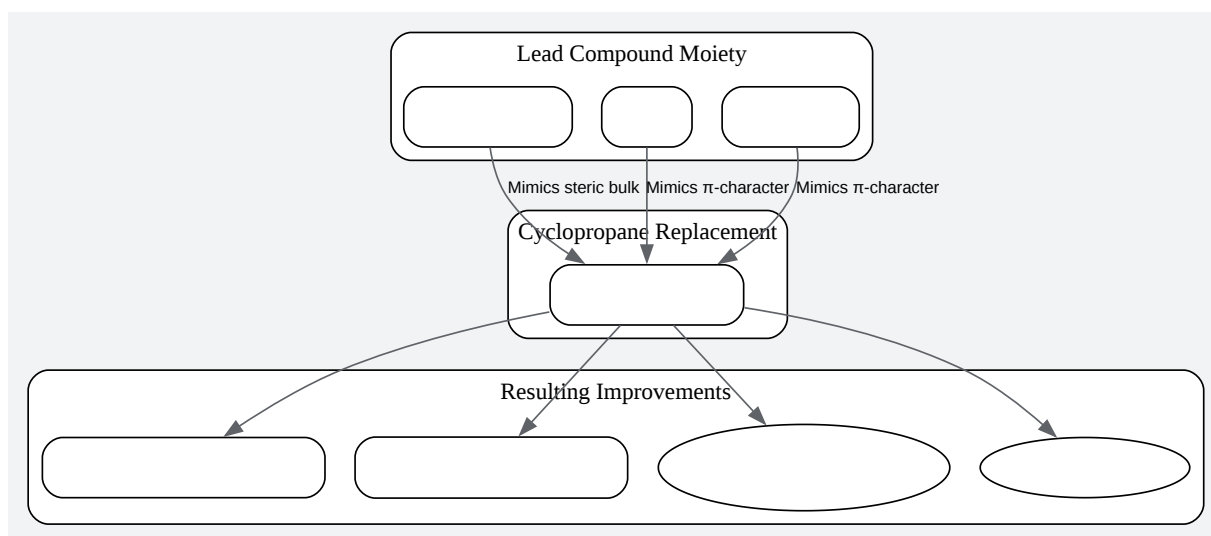 Lead Compound Moiety
Mimics steric bulk
Mimics π-character
Mimics π-character
Cyclopropane Replacement
Resulting Improvements